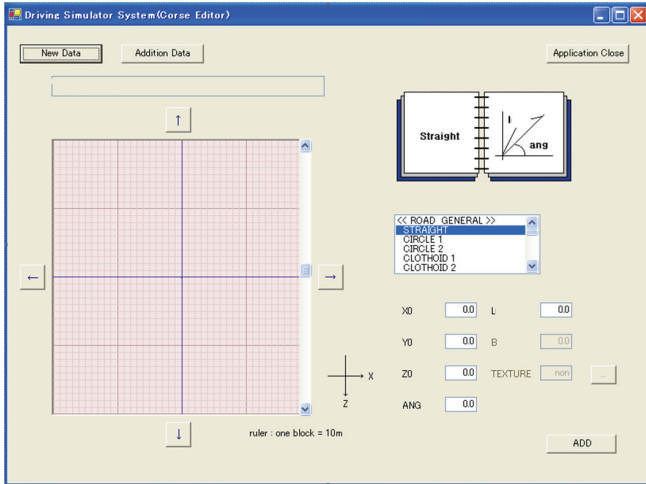 Driving Simulator System(Corse Editor)
New Data
Addition Data
Application Close
↑
Straight
l
ang
<< ROAD GENERAL>>
STRAIGHT
CIRCLE 1
CIRCLE 2
CLOTHOID 1
CLOTHOID 2
←
→
X0 0.0 L 0.0
Y0 0.0 B 0.0
Z0 0.0 TEXTURE non ...
ANG 0.0
X
Z
↓
ruler : one block = 10m
ADD